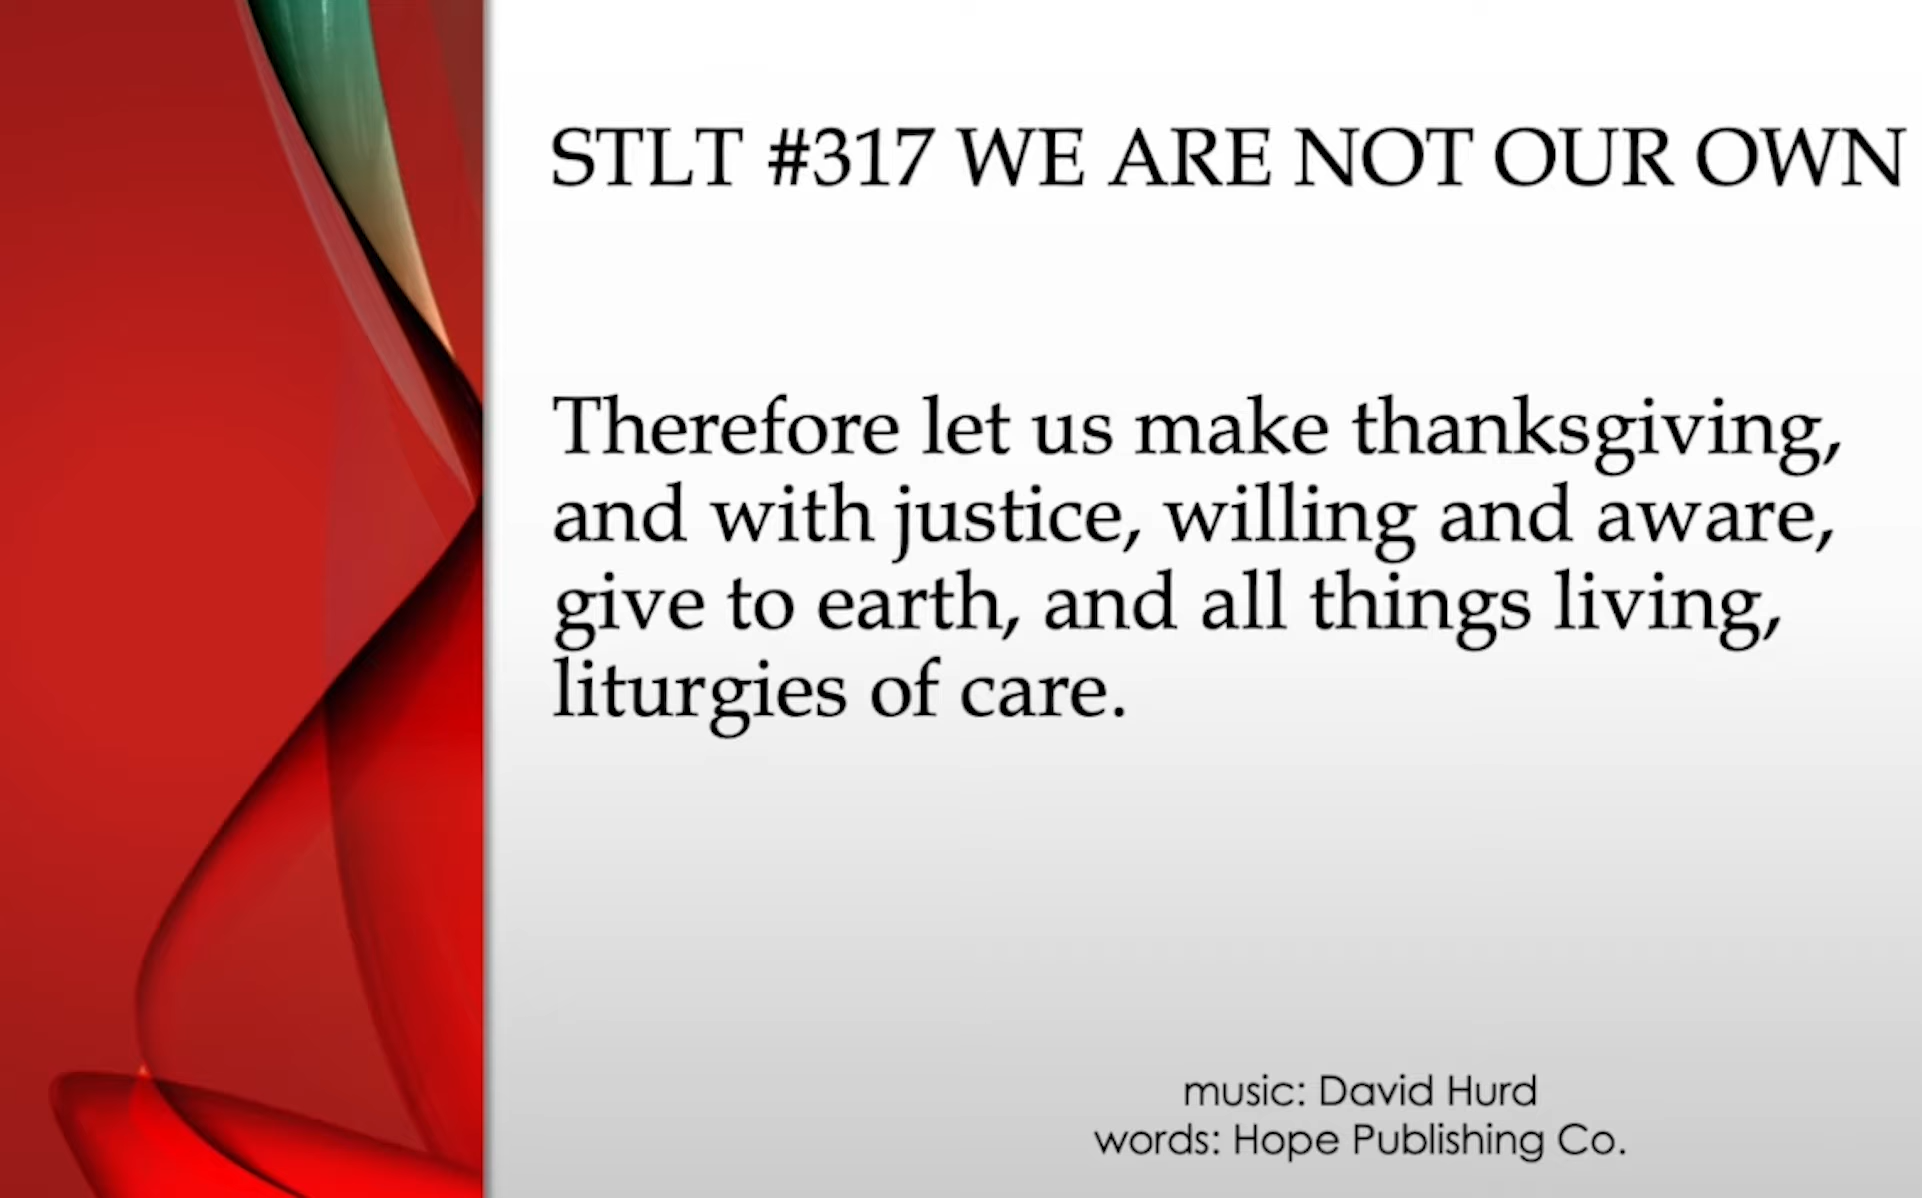 STLT #317 WE ARE NOT OUR OWN
Therefore let us make thanksgiving,
and with justice, willing and aware,
give to earth, and all things living,
liturgies of care.
music: David Hurd
words: Hope Publishing Co.